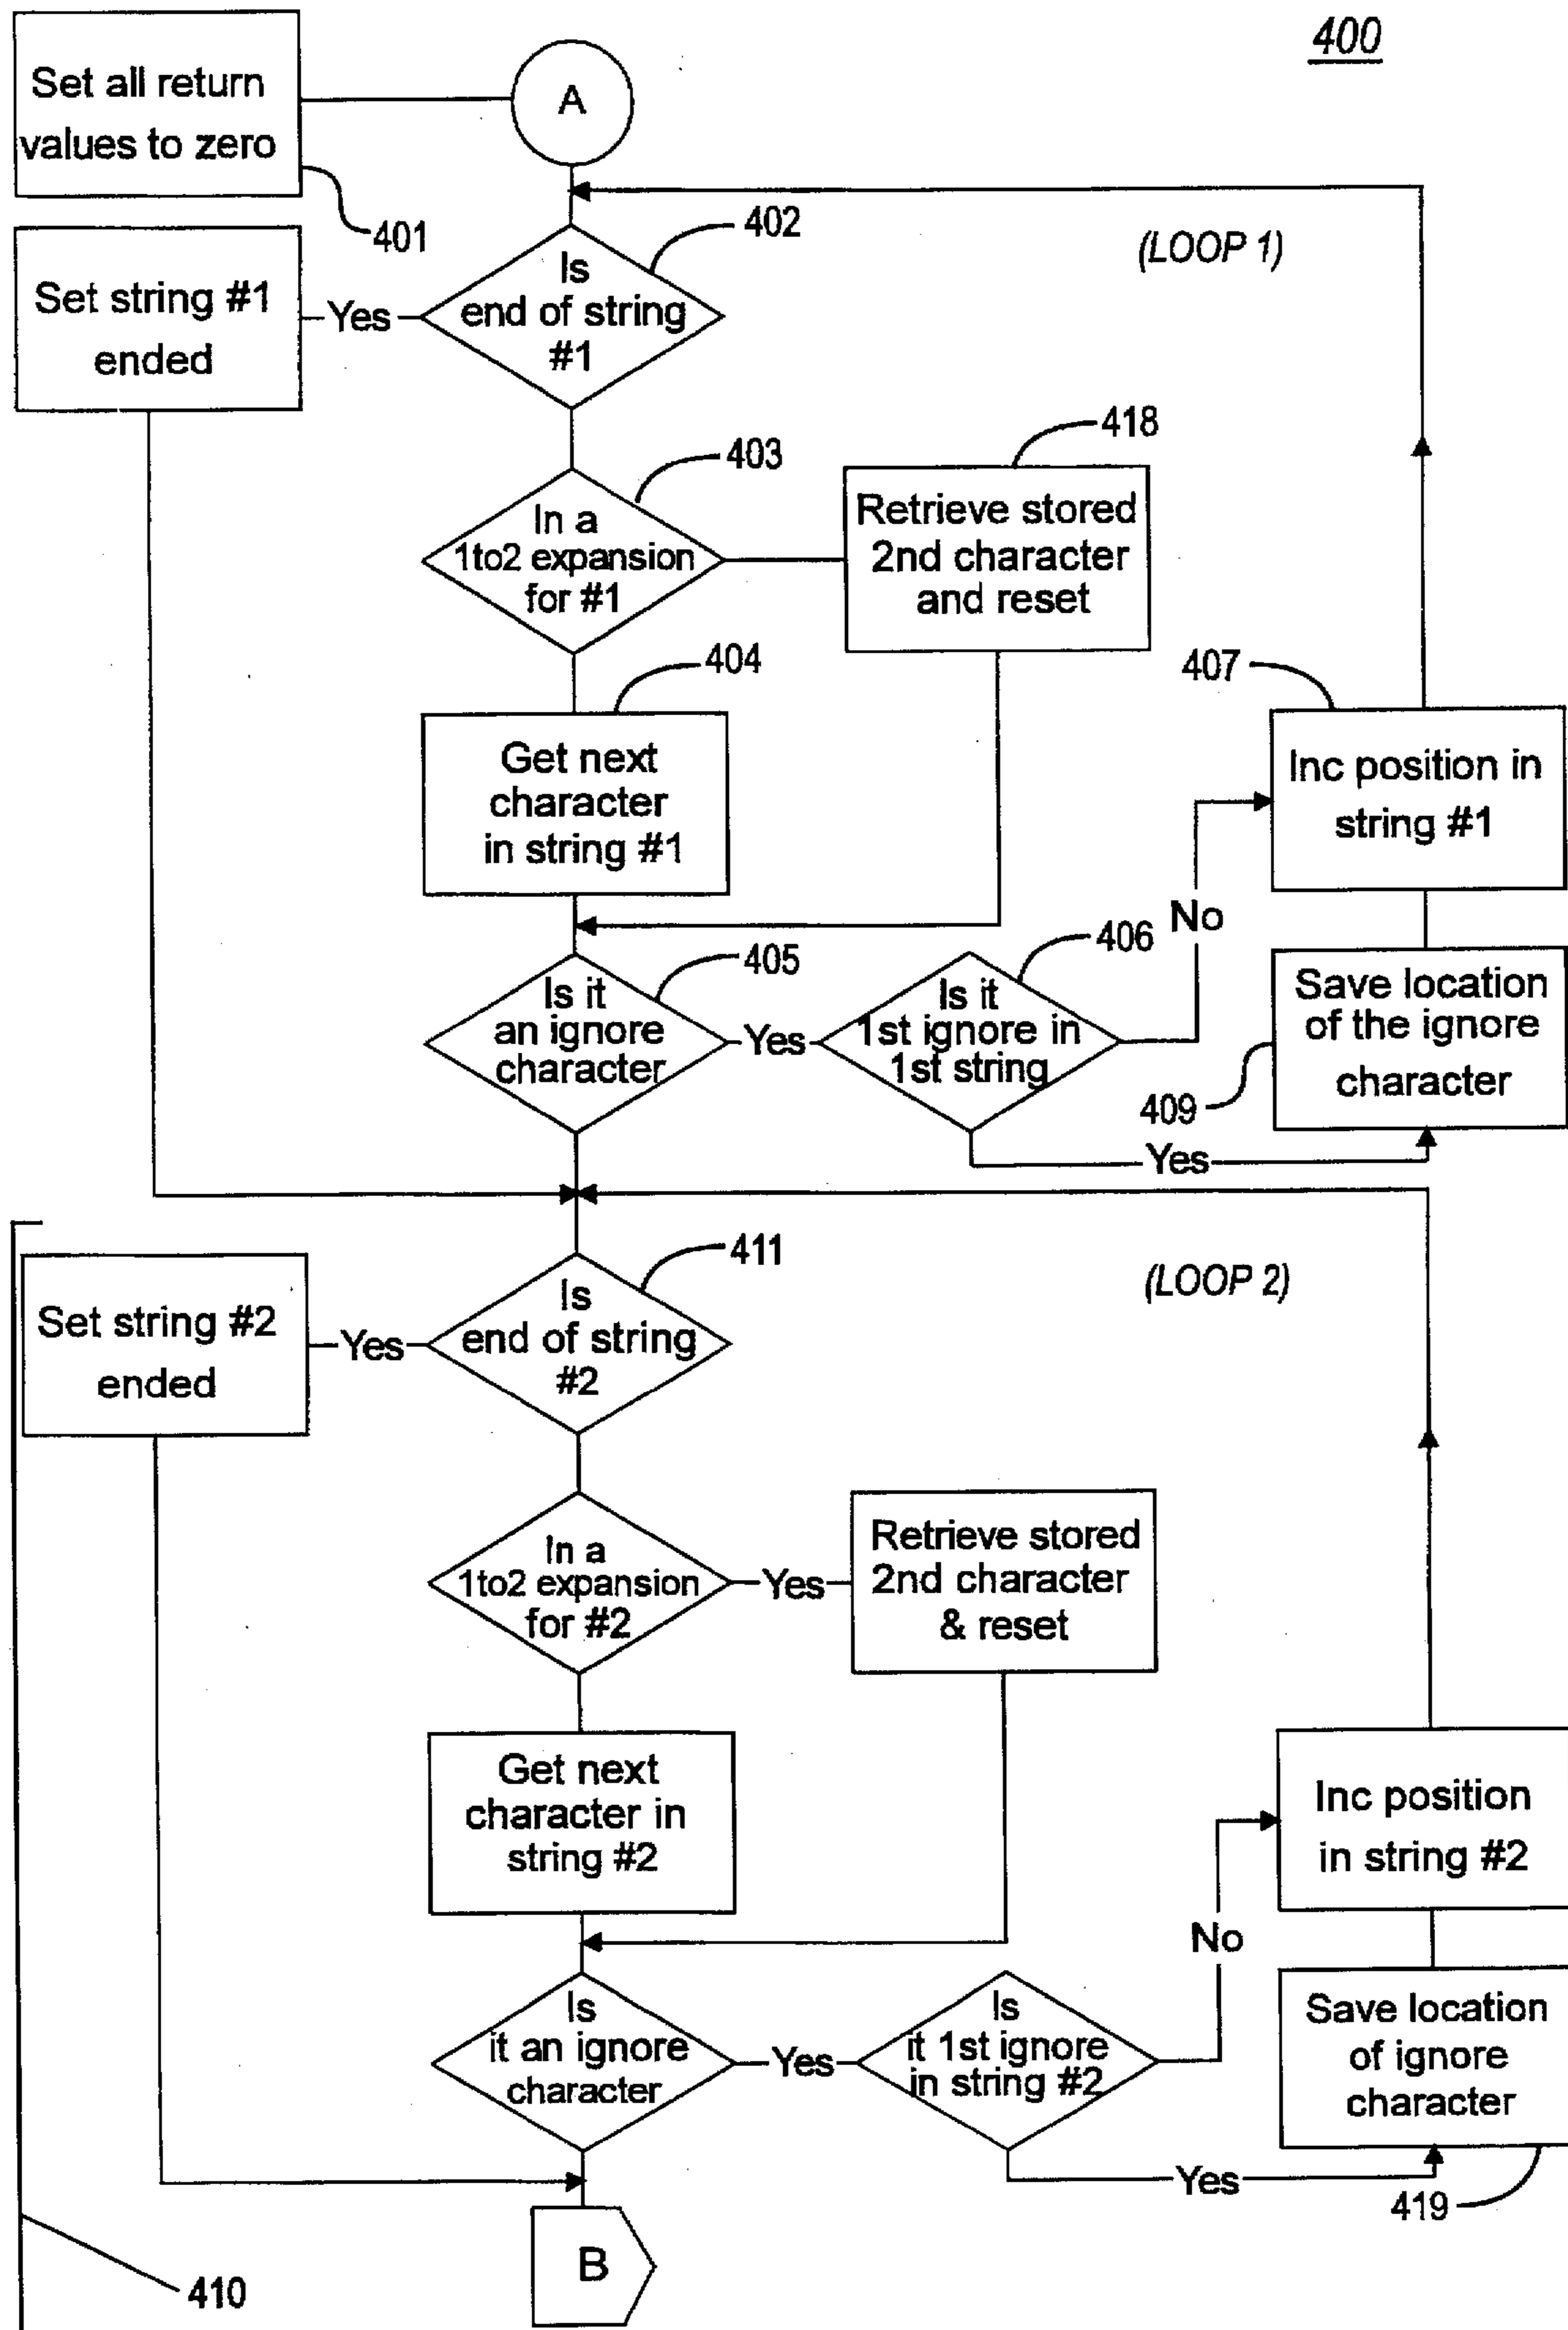 400
Set all return
values to zero
A
401
402
(LOOP 1)
Set string #1
ended
Yes
Is
end of string
#1
403
418
In a
1to2 expansion
for #1
Retrieve stored
2nd character
and reset
404
407
Get next
character
in string #1
Inc position in
string #1
No
405
406
Is it
an ignore
character
Yes
Is it
1st ignore in
1st string
Save location
of the ignore
character
409
Yes
411
(LOOP 2)
Set string #2
ended
Yes
Is
end of string
#2
In a
1to2 expansion
for #2
Yes
Retrieve stored
2nd character
& reset
Get next
character in
string #2
Inc position
in string #2
No
Is
it an ignore
character
Yes
Is
it 1st ignore
in string #2
Save location
of ignore
character
Yes
419
B
410